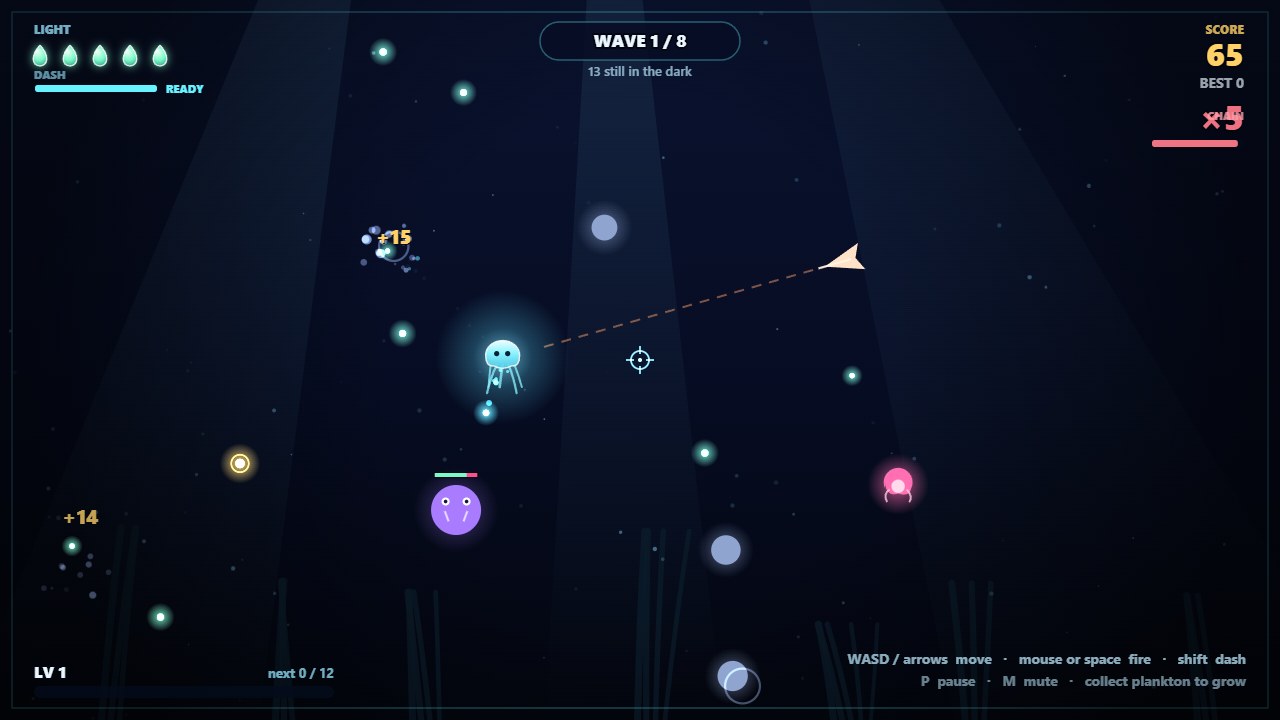 LIGHT
DASH
READY
WAVE 1 / 8
13 still in the dark
SCORE
65
BEST 0
CHAIN
×5
+15
+14
LV 1
next 0 / 12
WASD / arrows move · mouse or space fire · shift dash
P pause · M mute · collect plankton to grow